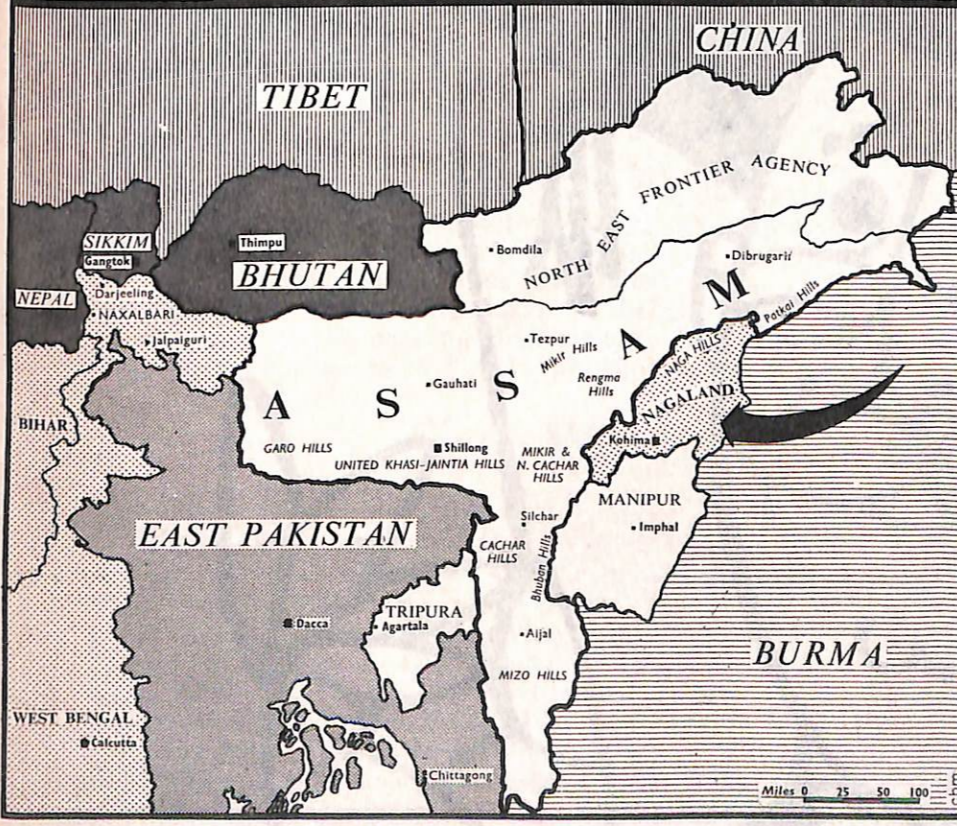 CHINA
TIBET
NORTH EAST FRONTIER AGENCY
SIKKIM
Gangtok
Thimpu
BHUTAN
Bomdila
Dibrugarh
NEPAL
Darjeeling
NAXALBARI
Jalpaiguri
ASSAM
Patkai Hills
Tezpur
Mikir Hills
NAGA HILLS
Gauhati
Rengma
Hills
NAGALAND
BIHAR
Kohima
GARO HILLS
Shillong
UNITED KHASI-JAINTIA HILLS
MIKIR &
N. CACHAR
HILLS
MANIPUR
Imphal
EAST PAKISTAN
Silchar
CACHAR
HILLS
Bhuban Hills
TRIPURA
Agartala
Dacca
Aijal
BURMA
MIZO HILLS
WEST BENGAL
Calcutta
Chittagong
Miles 0 25 50 100